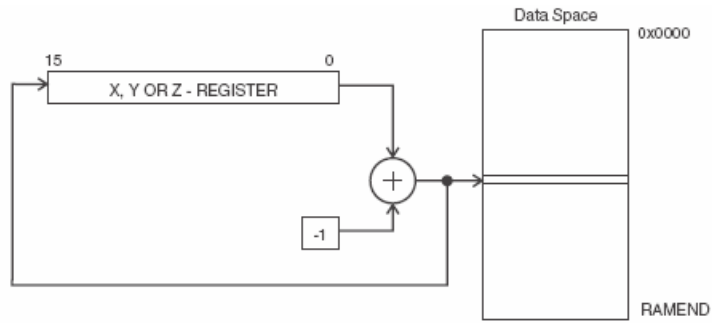 Data Space
0x0000
15 0
X, Y OR Z - REGISTER
+
-1
RAMEND